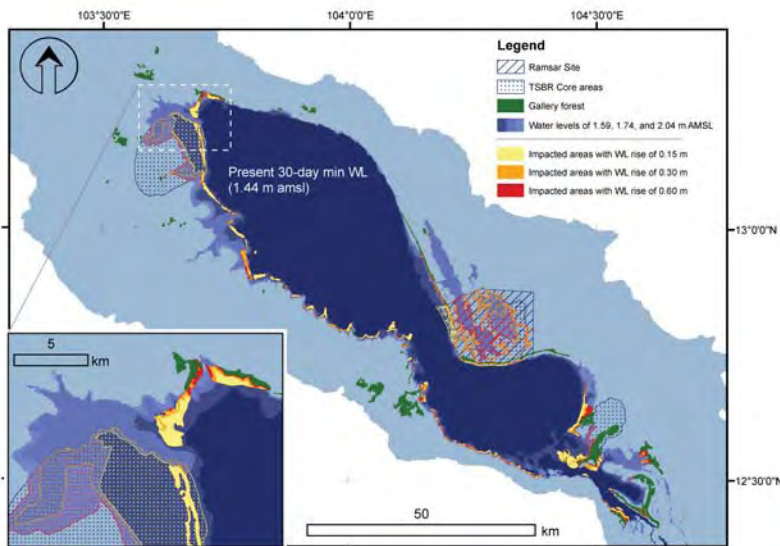 103°30'0"E
104°0'0"E
104°30'0"E
Legend
Ramsar Site
TSBR Core areas
Gallery forest
Water levels of 1.59, 1.74, and 2.04 m AMSL
Impacted areas with WL rise of 0.15 m
Impacted areas with WL rise of 0.30 m
Impacted areas with WL rise of 0.60 m
Present 30-day min WL
(1.44 m amsl)
13°0'0"N
5
km
12°30'0"N
50
km